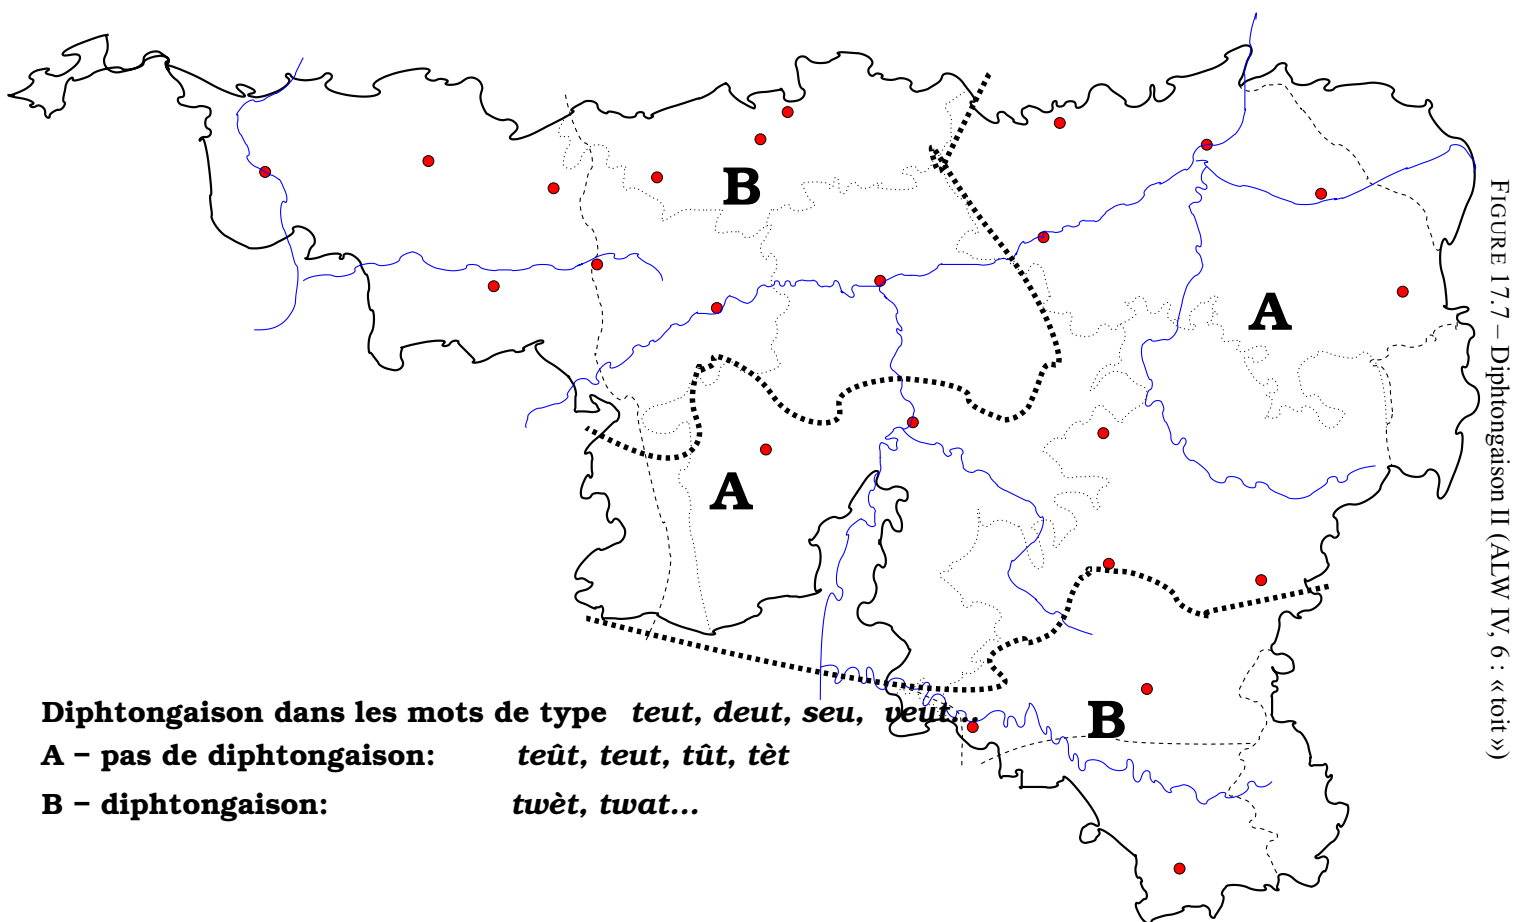 B
A
A
B
Diphtongaison dans les mots de type teut, deut, seu, veut...
A – pas de diphtongaison: teût, teut, tût, tèt
B – diphtongaison: twèt, twat...
FIGURE 17.7 – Diphtongaison II (ALW IV, 6 : « toit »)